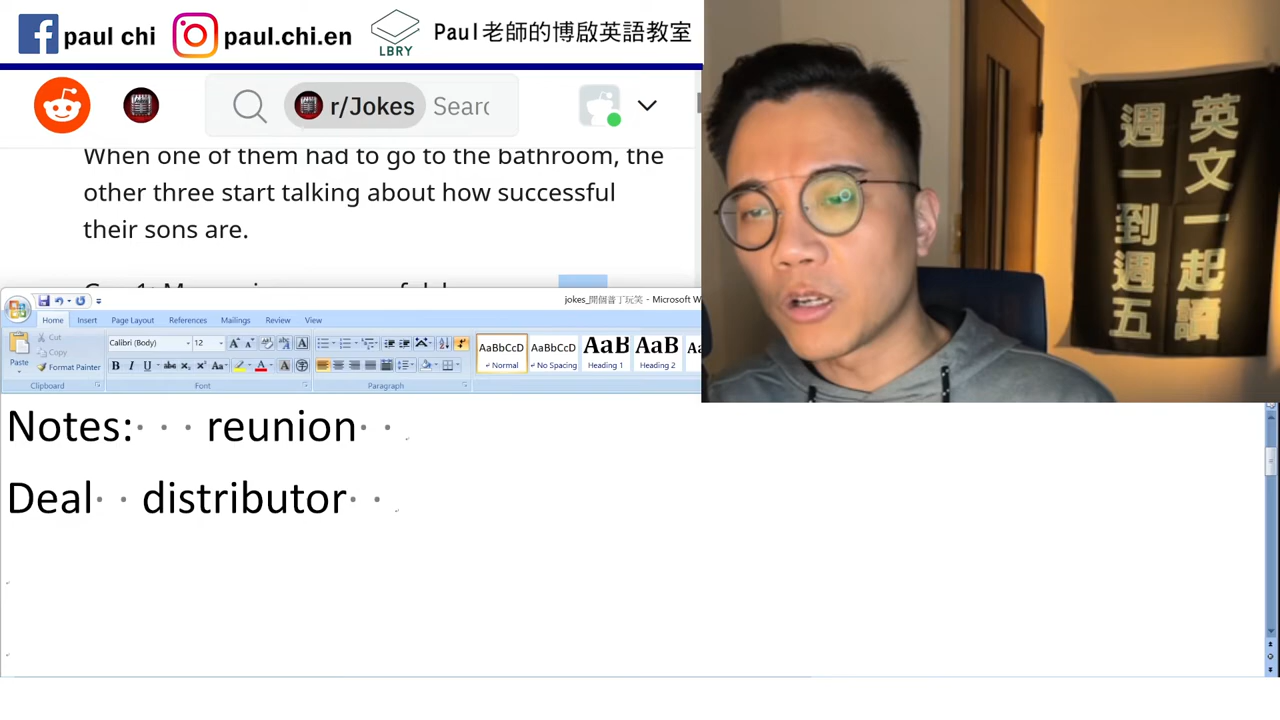 paul chi
paul.chi.en
LBRY
Paul老師的博啟英語教室
r/Jokes
When one of them had to go to the bathroom, the
other three start talking about how successful
their sons are.
jokes_開個普丁玩笑 - Microsoft W
Home Insert Page Layout References Mailings Review View
Paste
Cut
Copy
Format Painter
Calibri (Body) 12
AaBbCcD
Normal
AaBbCcD
No Spacing
AaBb
Heading 1
AaB
Heading 2
Clipboard
Font
Paragraph
Notes: reunion
Deal distributor
英文一起讀
週一到週五